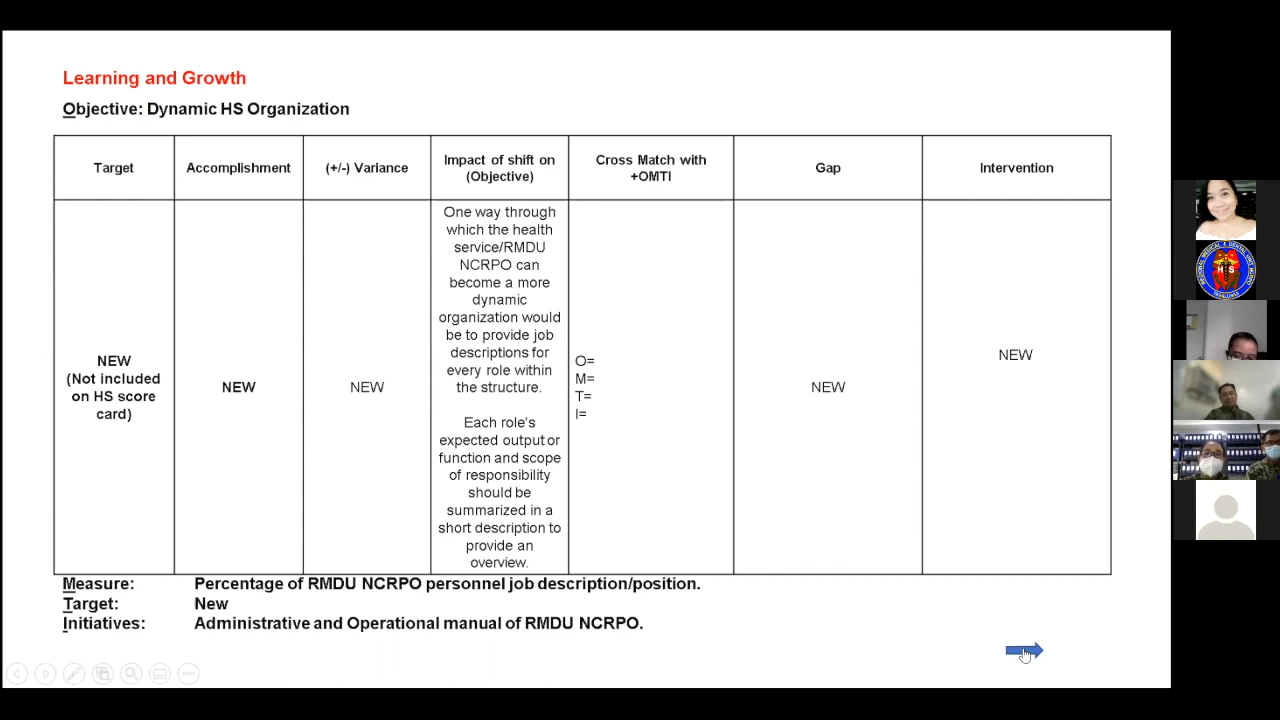 Learning and Growth
Objective: Dynamic HS Organization
Target
Accomplishment
(+/-) Variance
Impact of shift on
(Objective)
Cross Match with
+OMTI
Gap
Intervention
NEW
(Not included
on HS score
card)
NEW
NEW
One way through
which the health
service/RMDU
NCRPO can
become a more
dynamic
organization would
be to provide job
descriptions for
every role within
the structure.
Each role's
expected output or
function and scope
of responsibility
should be
summarized in a
short description to
provide an
overview.
O=
M=
T=
I=
NEW
NEW
Measure: Percentage of RMDU NCRPO personnel job description/position.
Target: New
Initiatives: Administrative and Operational manual of RMDU NCRPO.